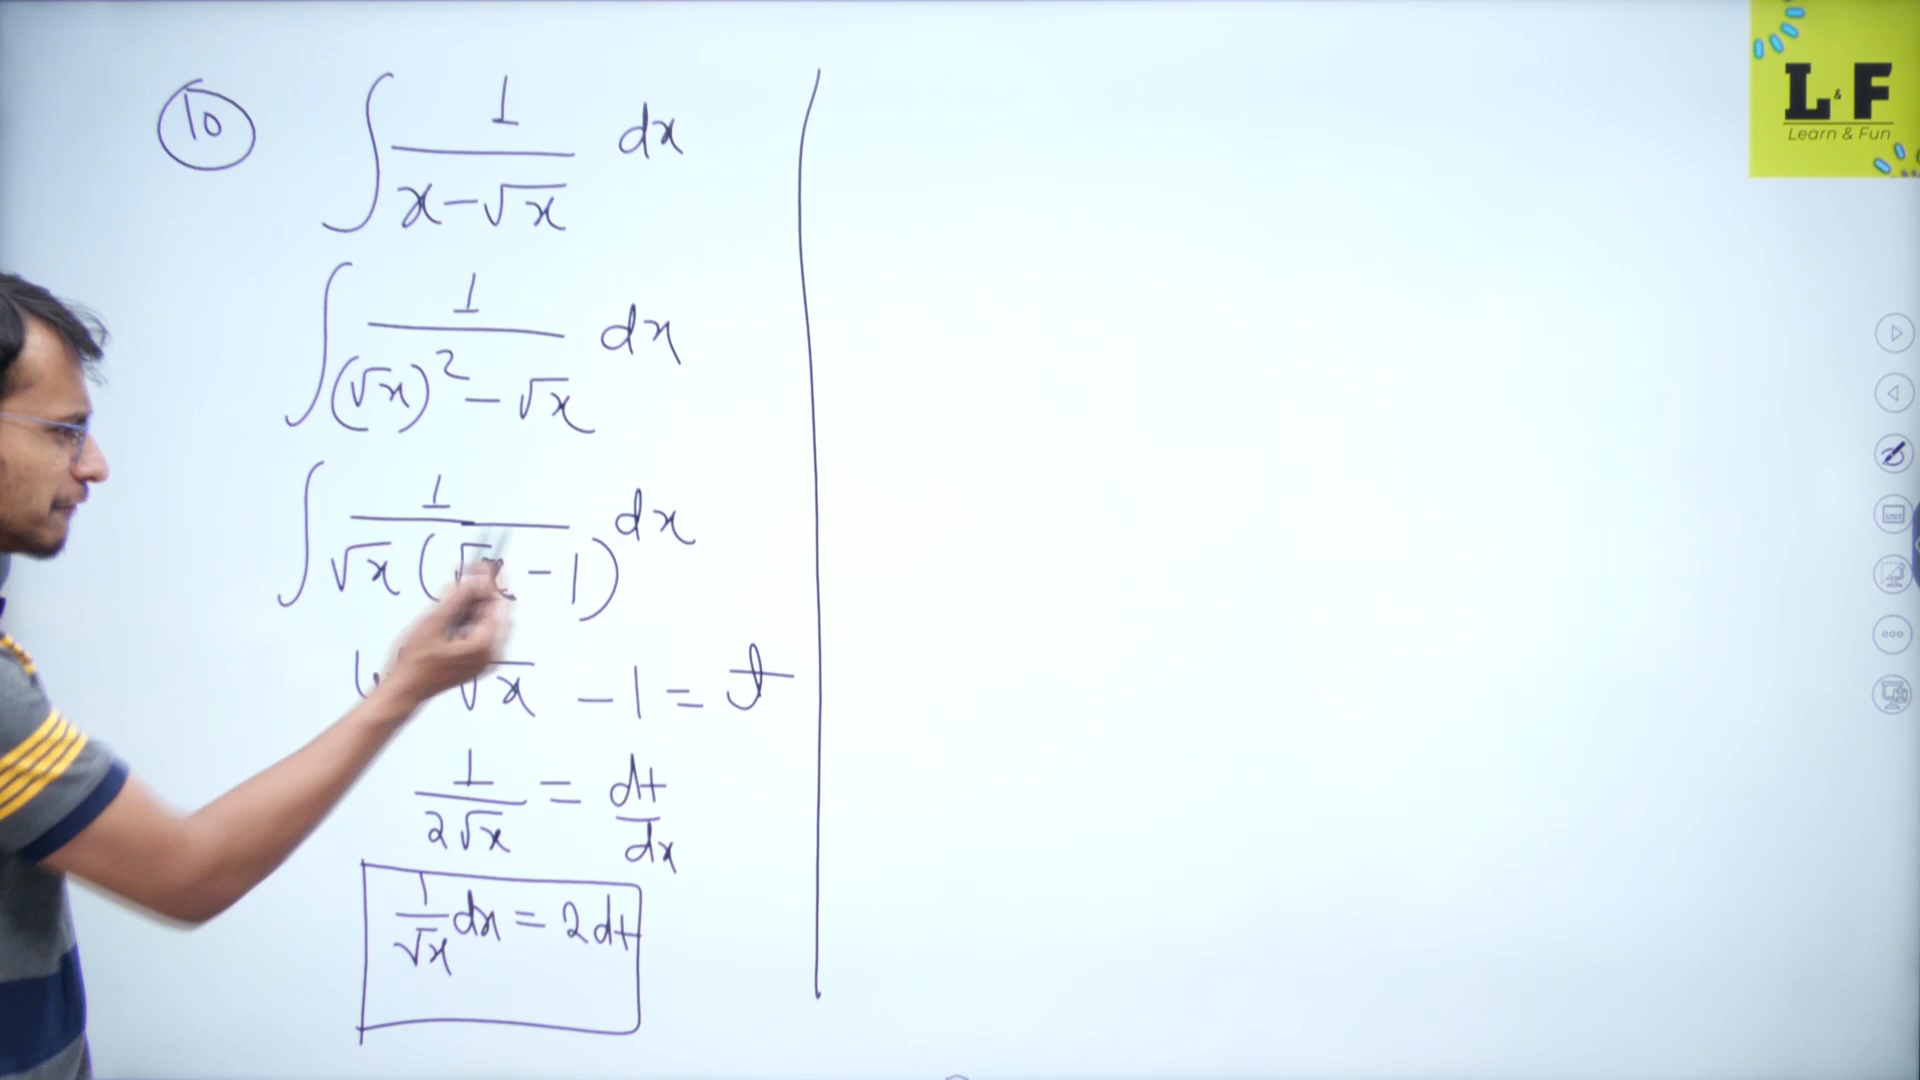 10 ∫ 1/(x-√x) dx
∫ 1/((√x)² - √x) dx
∫ 1/(√x (√x - 1)) dx
√x - 1 = t
1/(2√x) = dt/dx
1/√x dx = 2dt
L&F
Learn & Fun